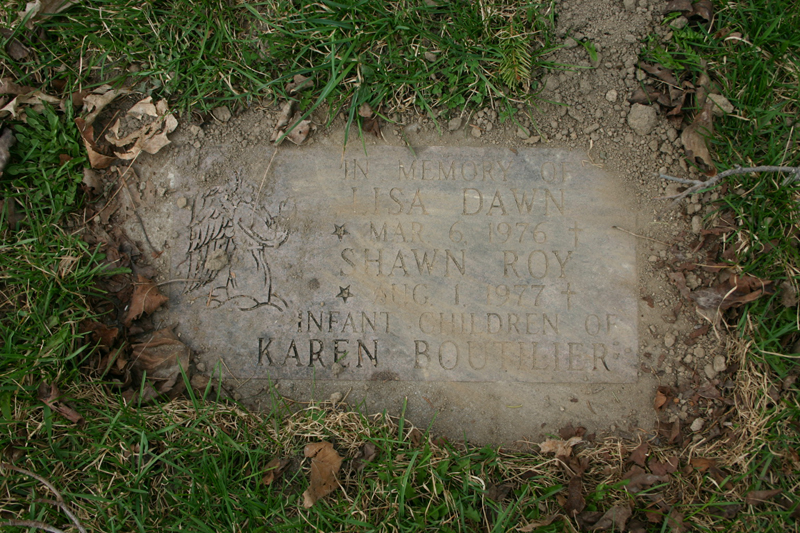 IN MEMORY OF
LISA DAWN
★ MAR. 6, 1976 ✝
SHAWN ROY
★ AUG. 1, 1977 ✝
INFANT CHILDREN OF
KAREN BOUTILIER